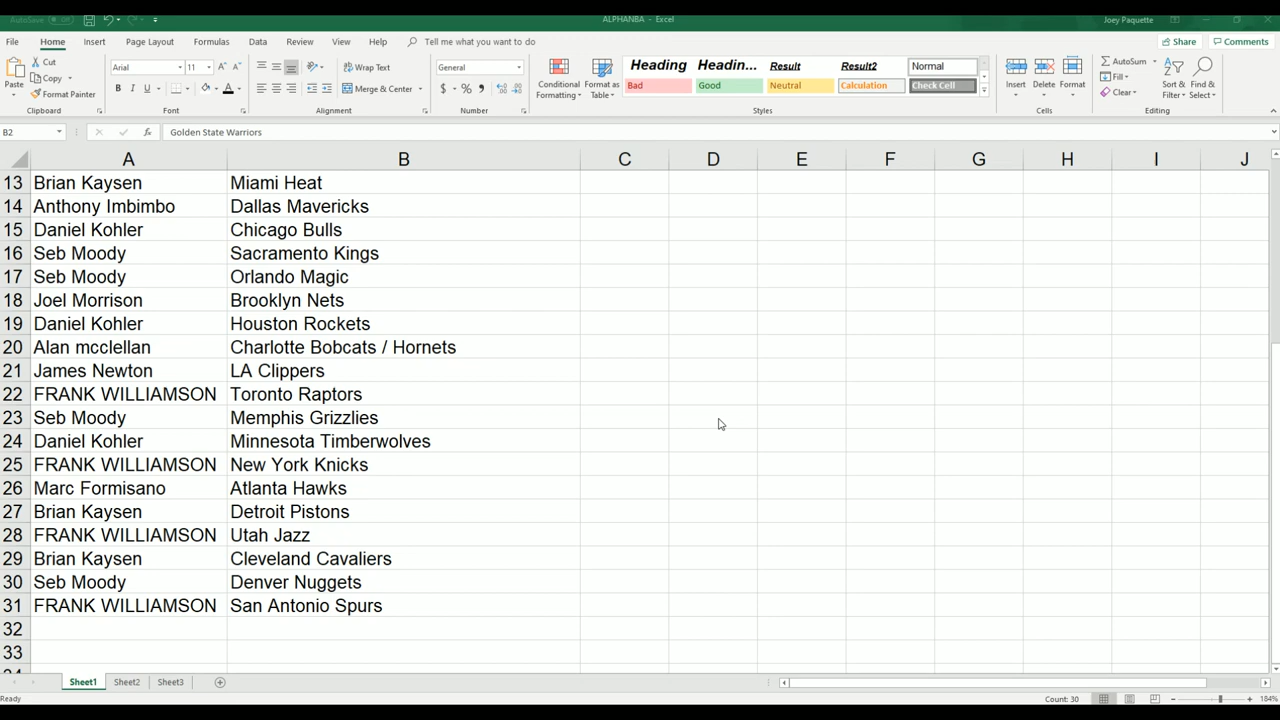 AutoSave Off
ALPHANBA - Excel
Joey Paquette
File Home Insert Page Layout Formulas Data Review View Help Tell me what you want to do Share Comments
Paste Cut Copy Format Painter
Clipboard
Arial 11
B I U A
Font
Wrap Text
Merge & Center
Alignment
General
$ % ,
Number
Conditional Formatting
Format as Table
Heading Headin... Result Result2 Normal
Bad Good Neutral Calculation Check Cell
Styles
Insert Delete Format
Cells
AutoSum
Fill
Clear
Sort & Filter
Find & Select
Editing
B2 fx Golden State Warriors
A B C D E F G H I J
13 Brian Kaysen Miami Heat
14 Anthony Imbimbo Dallas Mavericks
15 Daniel Kohler Chicago Bulls
16 Seb Moody Sacramento Kings
17 Seb Moody Orlando Magic
18 Joel Morrison Brooklyn Nets
19 Daniel Kohler Houston Rockets
20 Alan mcclellan Charlotte Bobcats / Hornets
21 James Newton LA Clippers
22 FRANK WILLIAMSON Toronto Raptors
23 Seb Moody Memphis Grizzlies
24 Daniel Kohler Minnesota Timberwolves
25 FRANK WILLIAMSON New York Knicks
26 Marc Formisano Atlanta Hawks
27 Brian Kaysen Detroit Pistons
28 FRANK WILLIAMSON Utah Jazz
29 Brian Kaysen Cleveland Cavaliers
30 Seb Moody Denver Nuggets
31 FRANK WILLIAMSON San Antonio Spurs
32
33
Sheet1 Sheet2 Sheet3
Ready Count: 30 184%